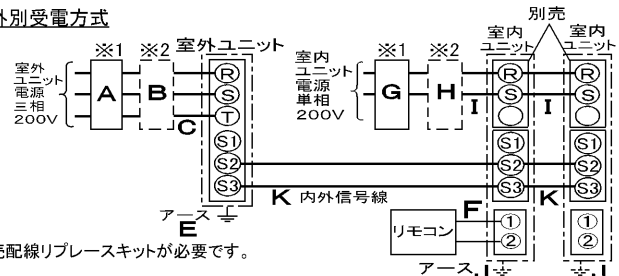 外別受電方式
別売
※1
※2
室外ユニット
室外
ユニット
電源
三相
200V
A
B
C
R
S
T
S1
S2
S3
アース
E
室内
ユニット
電源
単相
200V
※1
※2
G
H
I
I
室内
ユニット
室内
ユニット
R
S
S1
S2
S3
R
S
S1
S2
S3
K 内外信号線
K
F
リモコン
1
2
1
2
アース
J
J
売配線リプレースキットが必要です。